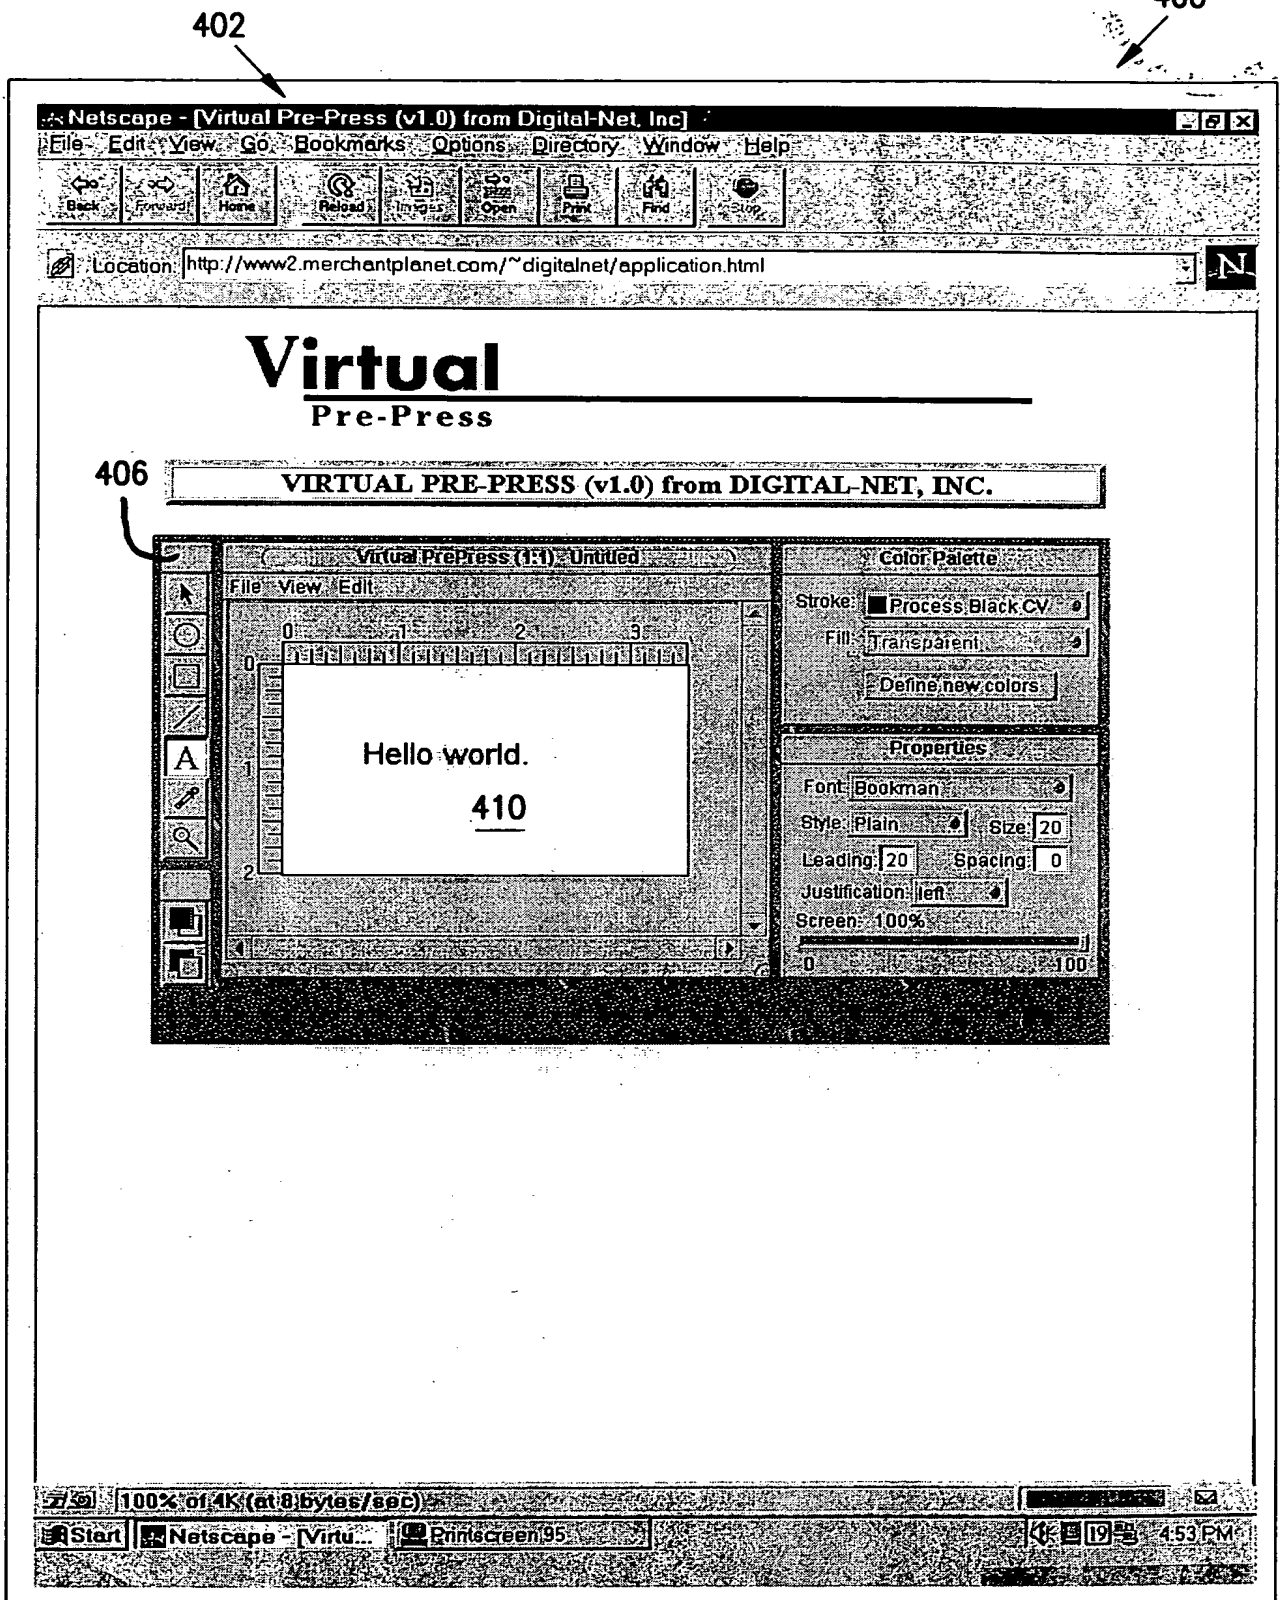 402
Netscape - [Virtual Pre-Press (v1.0) from Digital-Net, Inc]
File Edit View Go Bookmarks Options Directory Window Help
Back Forward Home Reload Images Open Print Find Stop
Location: http://www2.merchantplanet.com/~digitalnet/application.html
N
Virtual
Pre-Press
406
VIRTUAL PRE-PRESS (v1.0) from DIGITAL-NET, INC.
Virtual PrePress (1:1) - Untitled
File View Edit
0 1 2 3
0
1
2
A
Hello world.
410
Color Palette
Stroke: Process Black CV
Fill: Transparent
Define new colors
Properties
Font: Bookman
Style: Plain Size: 20
Leading: 20 Spacing: 0
Justification: left
Screen: 100%
0 100
100% of 4K (at 8 bytes/sec)
Start Netscape - [Virtu... Printscreen 95 19 4:53 PM